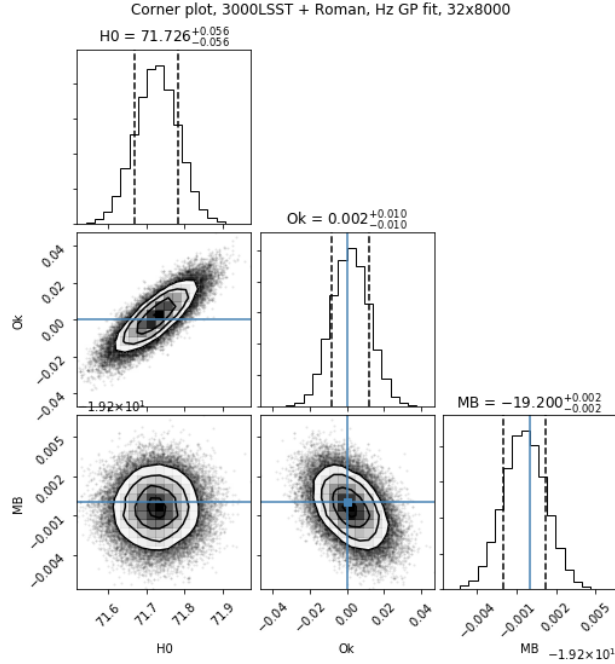 Corner plot, 3000LSST + Roman, Hz GP fit, 32x8000
H0 = 71.726+0.056−0.056
Ok = 0.002+0.010−0.010
MB = −19.200+0.002−0.002
Ok
0.04
0.02
0.00
−0.02
−0.04
−1.92×10¹
MB
0.005
0.002
−0.001
−0.004
71.6
71.7
71.8
71.9
H0
−0.04
−0.02
0.00
0.02
0.04
Ok
−0.004
−0.001
0.002
0.005
MB
−1.92×10¹